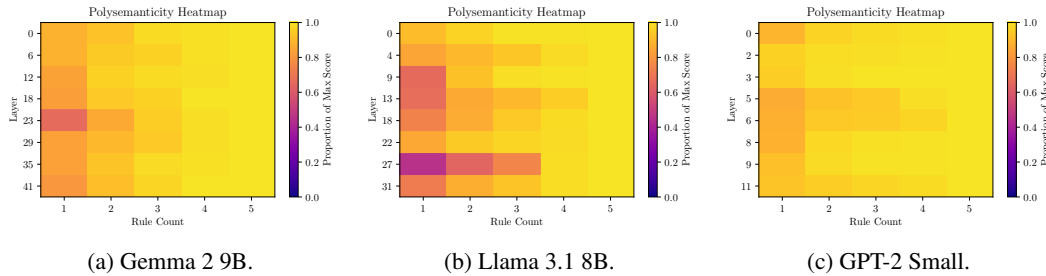 Polysemanticity Heatmap
0
6
12
18
23
29
35
41
Layer
1 2 3 4 5
Rule Count
1.0
0.8
0.6
0.4
0.2
0.0
Proportion of Max Score
(a) Gemma 2 9B.
Polysemanticity Heatmap
0
4
9
13
18
22
27
31
Layer
1 2 3 4 5
Rule Count
1.0
0.8
0.6
0.4
0.2
0.0
Proportion of Max Score
(b) Llama 3.1 8B.
Polysemanticity Heatmap
0
2
3
5
6
8
9
11
Layer
1 2 3 4 5
Rule Count
1.0
0.8
0.6
0.4
0.2
0.0
Proportion of Max Score
(c) GPT-2 Small.